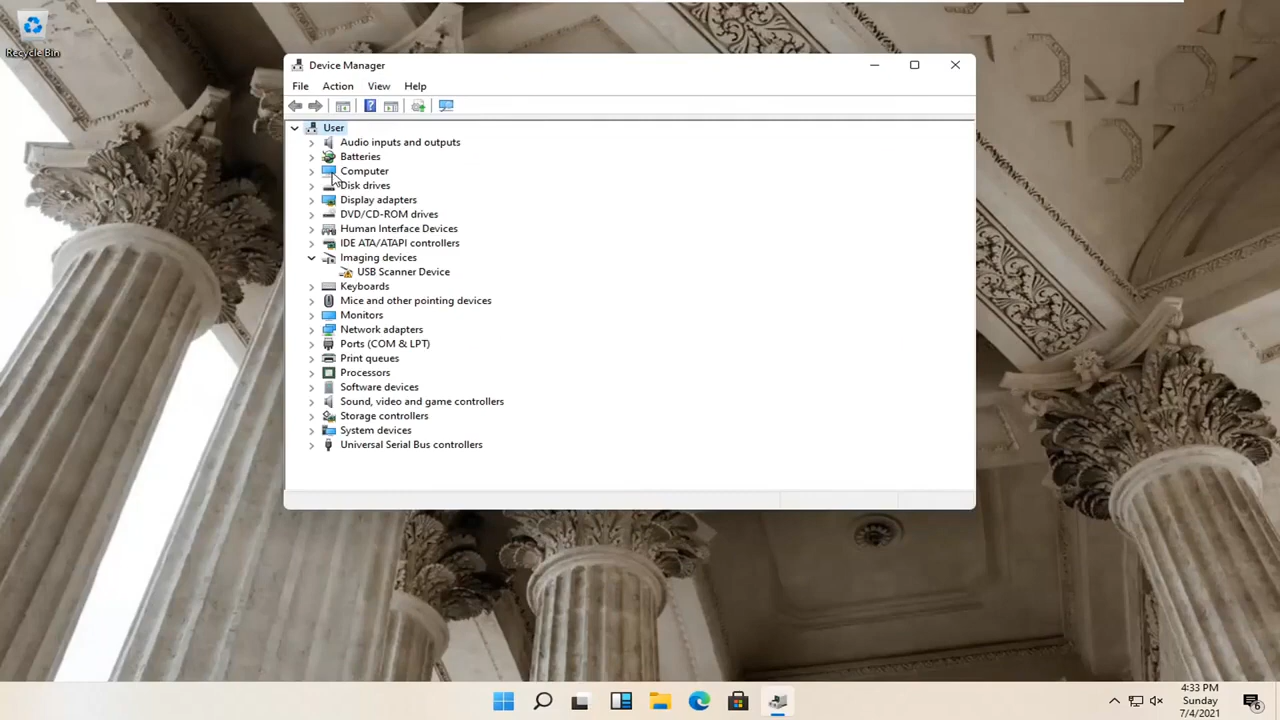 Recycle Bin
Device Manager
File Action View Help
User
Audio inputs and outputs
Batteries
Computer
Disk drives
Display adapters
DVD/CD-ROM drives
Human Interface Devices
IDE ATA/ATAPI controllers
Imaging devices
USB Scanner Device
Keyboards
Mice and other pointing devices
Monitors
Network adapters
Ports (COM & LPT)
Print queues
Processors
Software devices
Sound, video and game controllers
Storage controllers
System devices
Universal Serial Bus controllers
4:33 PM
Sunday
7/4/2021
6